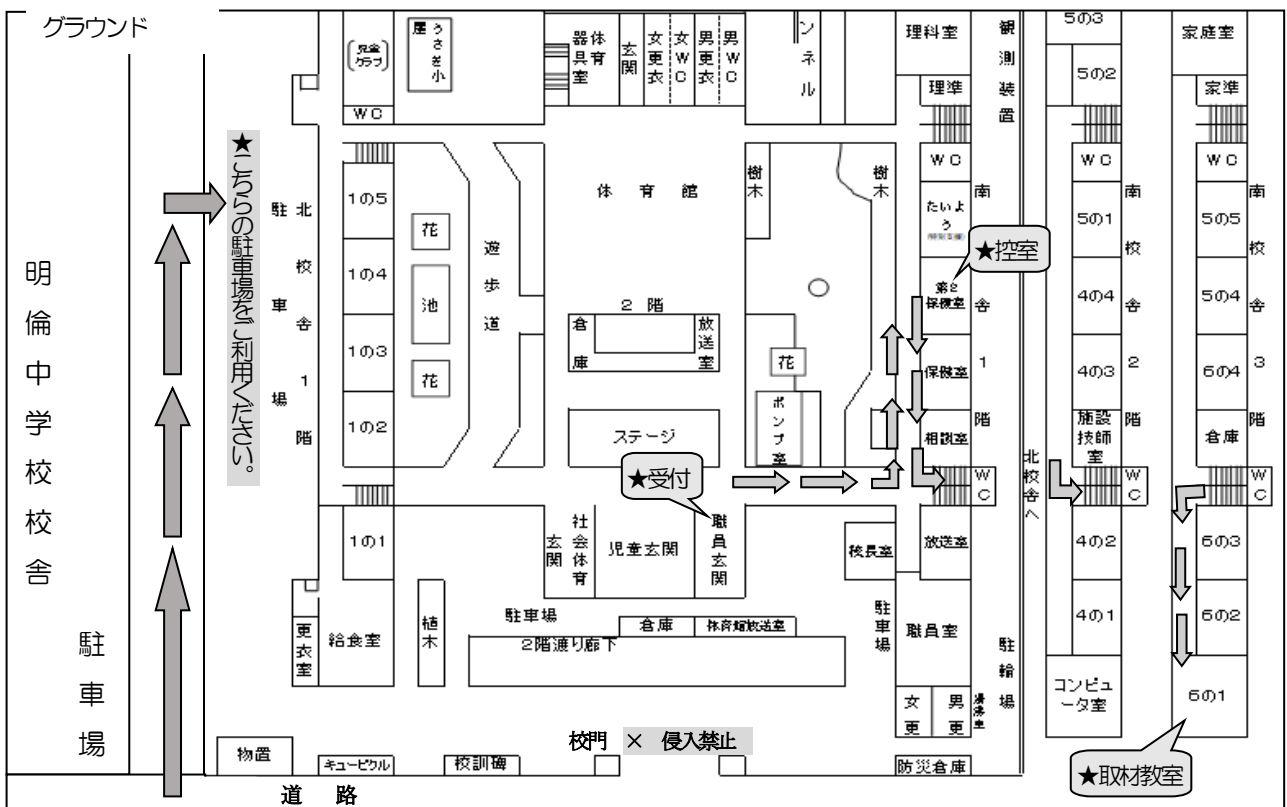 グラウンド
明倫中学校校舎
駐車場
★こちらの駐車場をご利用ください。
駐車場
北校舎1階
児童クラブ
WC
1の5
1の4
1の3
1の2
1の1
更衣室
給食室
物置
キュービクル
うさぎ小屋
花
池
花
遊歩道
植木
校訓碑
体育器具室
玄関
女更衣
女WC
男更衣
男WC
体育館
2階
倉庫
放送室
ステージ
★受付
社会体育玄関
児童玄関
職員玄関
駐車場
倉庫
体育館放送室
2階渡り廊下
校門 × 侵入禁止
道路
ンネル
樹木
樹木
花
ポンプ室
校長室
駐車場
理科室
理準
WC
たいよう
★控室
第2保健室
保健室
相談室
WC
放送室
職員室
女更
男更
湯沸室
防災倉庫
観測装置
南校舎1階
駐輪場
北校舎へ
5の3
5の2
WC
5の1
4の4
4の3
施設技師室
WC
4の2
4の1
コンピュータ室
南校舎2階
家庭室
家準
WC
5の5
5の4
6の4
倉庫
WC
6の3
6の2
6の1
南校舎3階
★取材教室